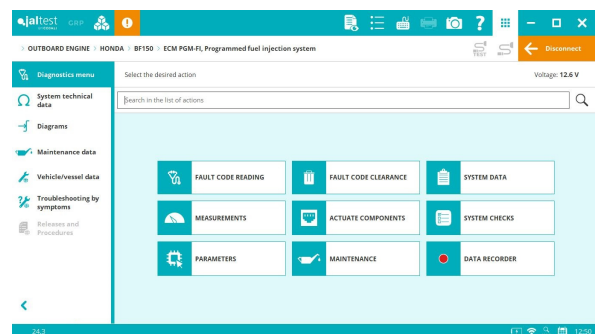 jaltest GRP
OUTBOARD ENGINE > HONDA > BF150 > ECM PGM-FI, Programmed fuel injection system
TEST
Disconnect
Diagnostics menu
Select the desired action
Voltage: 12.6 V
System technical
data
Search in the list of actions
Diagrams
Maintenance data
Vehicle/vessel data
Troubleshooting by
symptoms
Releases and
Procedures
FAULT CODE READING
FAULT CODE CLEARANCE
SYSTEM DATA
MEASUREMENTS
ACTUATE COMPONENTS
SYSTEM CHECKS
PARAMETERS
MAINTENANCE
DATA RECORDER
24.3
12:50